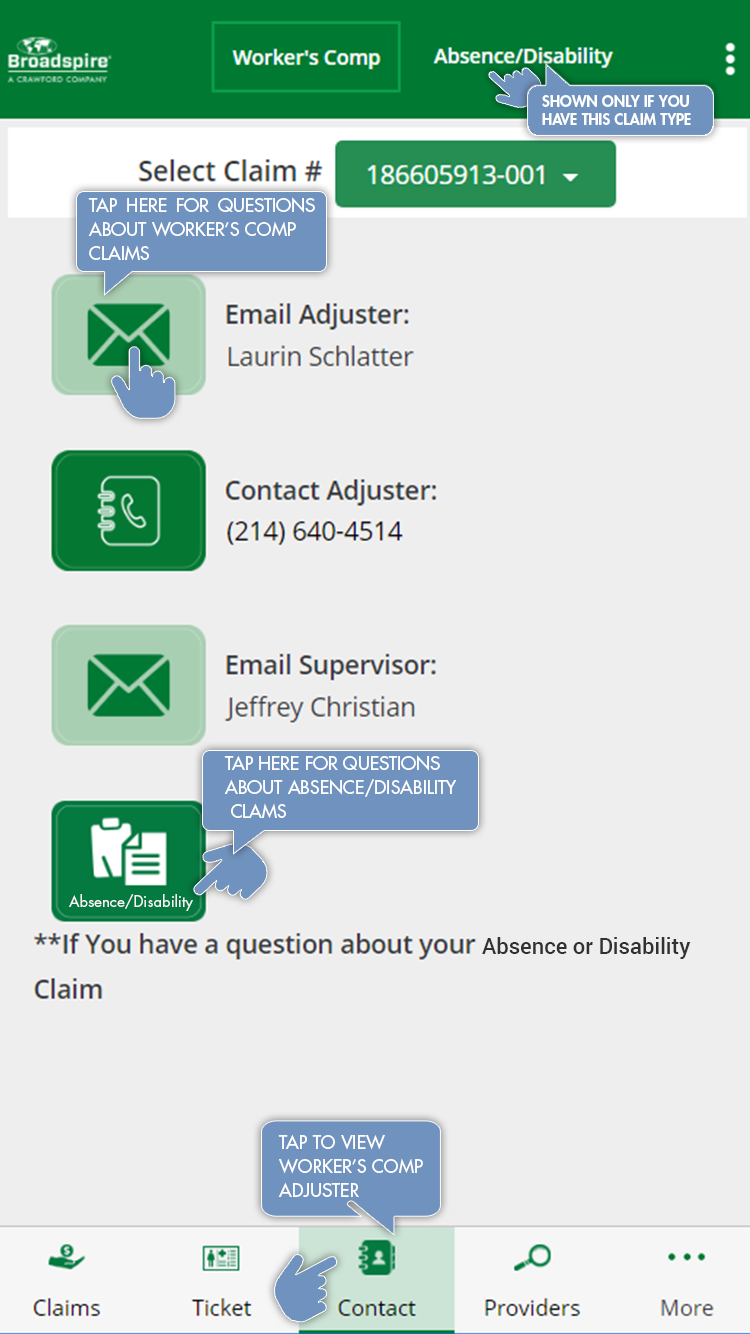 Broadspire®
A CRAWFORD COMPANY
Worker's Comp
Absence/Disability
SHOWN ONLY IF YOU
HAVE THIS CLAIM TYPE
Select Claim #
186605913-001
TAP HERE FOR QUESTIONS
ABOUT WORKER'S COMP
CLAIMS
Email Adjuster:
Laurin Schlatter
Contact Adjuster:
(214) 640-4514
Email Supervisor:
Jeffrey Christian
TAP HERE FOR QUESTIONS
ABOUT ABSENCE/DISABILITY
CLAMS
Absence/Disability
**If You have a question about your Absence or Disability
Claim
TAP TO VIEW
WORKER'S COMP
ADJUSTER
Claims
Ticket
Contact
Providers
More